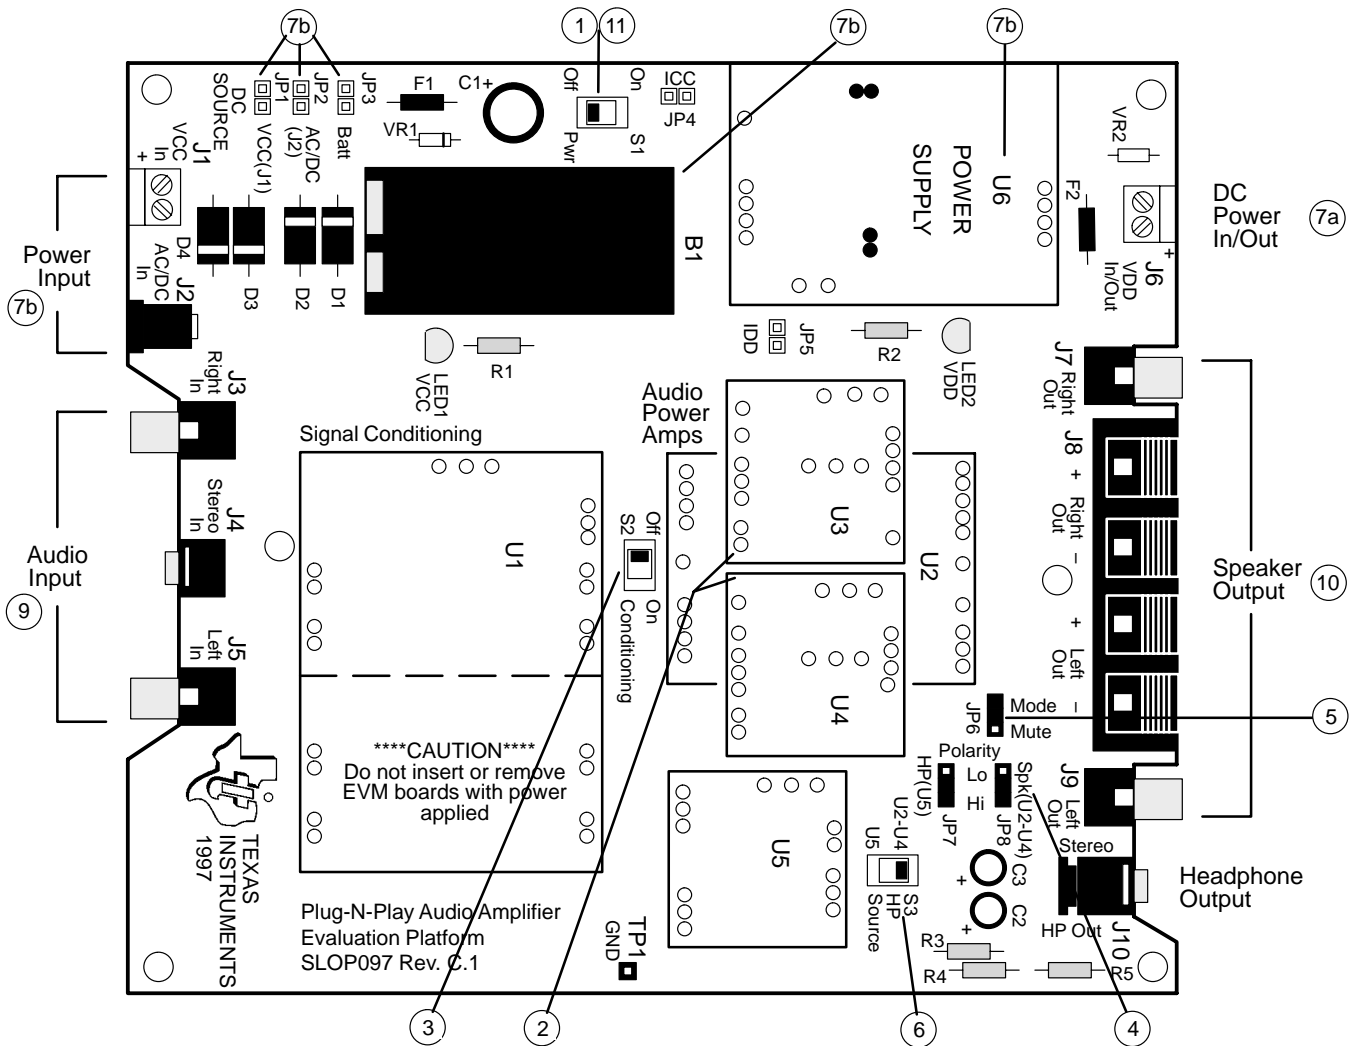 7b
1
11
7b
7b
DC
SOURCE
JP1
VCC(J1)
JP2
AC/DC
(J2)
JP3
Batt
F1
VR1
C1+
Off
On
Pwr
S1
ICC
JP4
POWER
SUPPLY
U6
VR2
F2
J1
VCC
In
+
Power
Input
7b
D4
AC/DC
In
J2
D3
D2
D1
B1
J6
VDD
In/Out
+
DC
Power
In/Out
7a
LED1
VCC
R1
IDD
JP5
R2
LED2
VDD
J3
Right
In
J7
Right
Out
Audio
Power
Amps
Signal Conditioning
J4
Stereo
In
Audio
Input
9
J5
Left
In
U1
S2
Off
On
Conditioning
U3
U2
U4
J8
+
Right
Out
–
+
Left
Out
–
Speaker
Output
10
JP6
Mode
Mute
5
****CAUTION****
Do not insert or remove
EVM boards with power
applied
Polarity
HP(U5)
JP7
Lo
Hi
Spk(U2-U4)
JP8
J9
Left
Out
U5
U5
U2-U4
S3
HP
Source
+
C3
C2
+
Stereo
HP Out
J10
Headphone
Output
TEXAS
INSTRUMENTS
1997
Plug-N-Play Audio Amplifier
Evaluation Platform
SLOP097 Rev. C.1
TP1
GND
R3
R4
R5
3
2
6
4